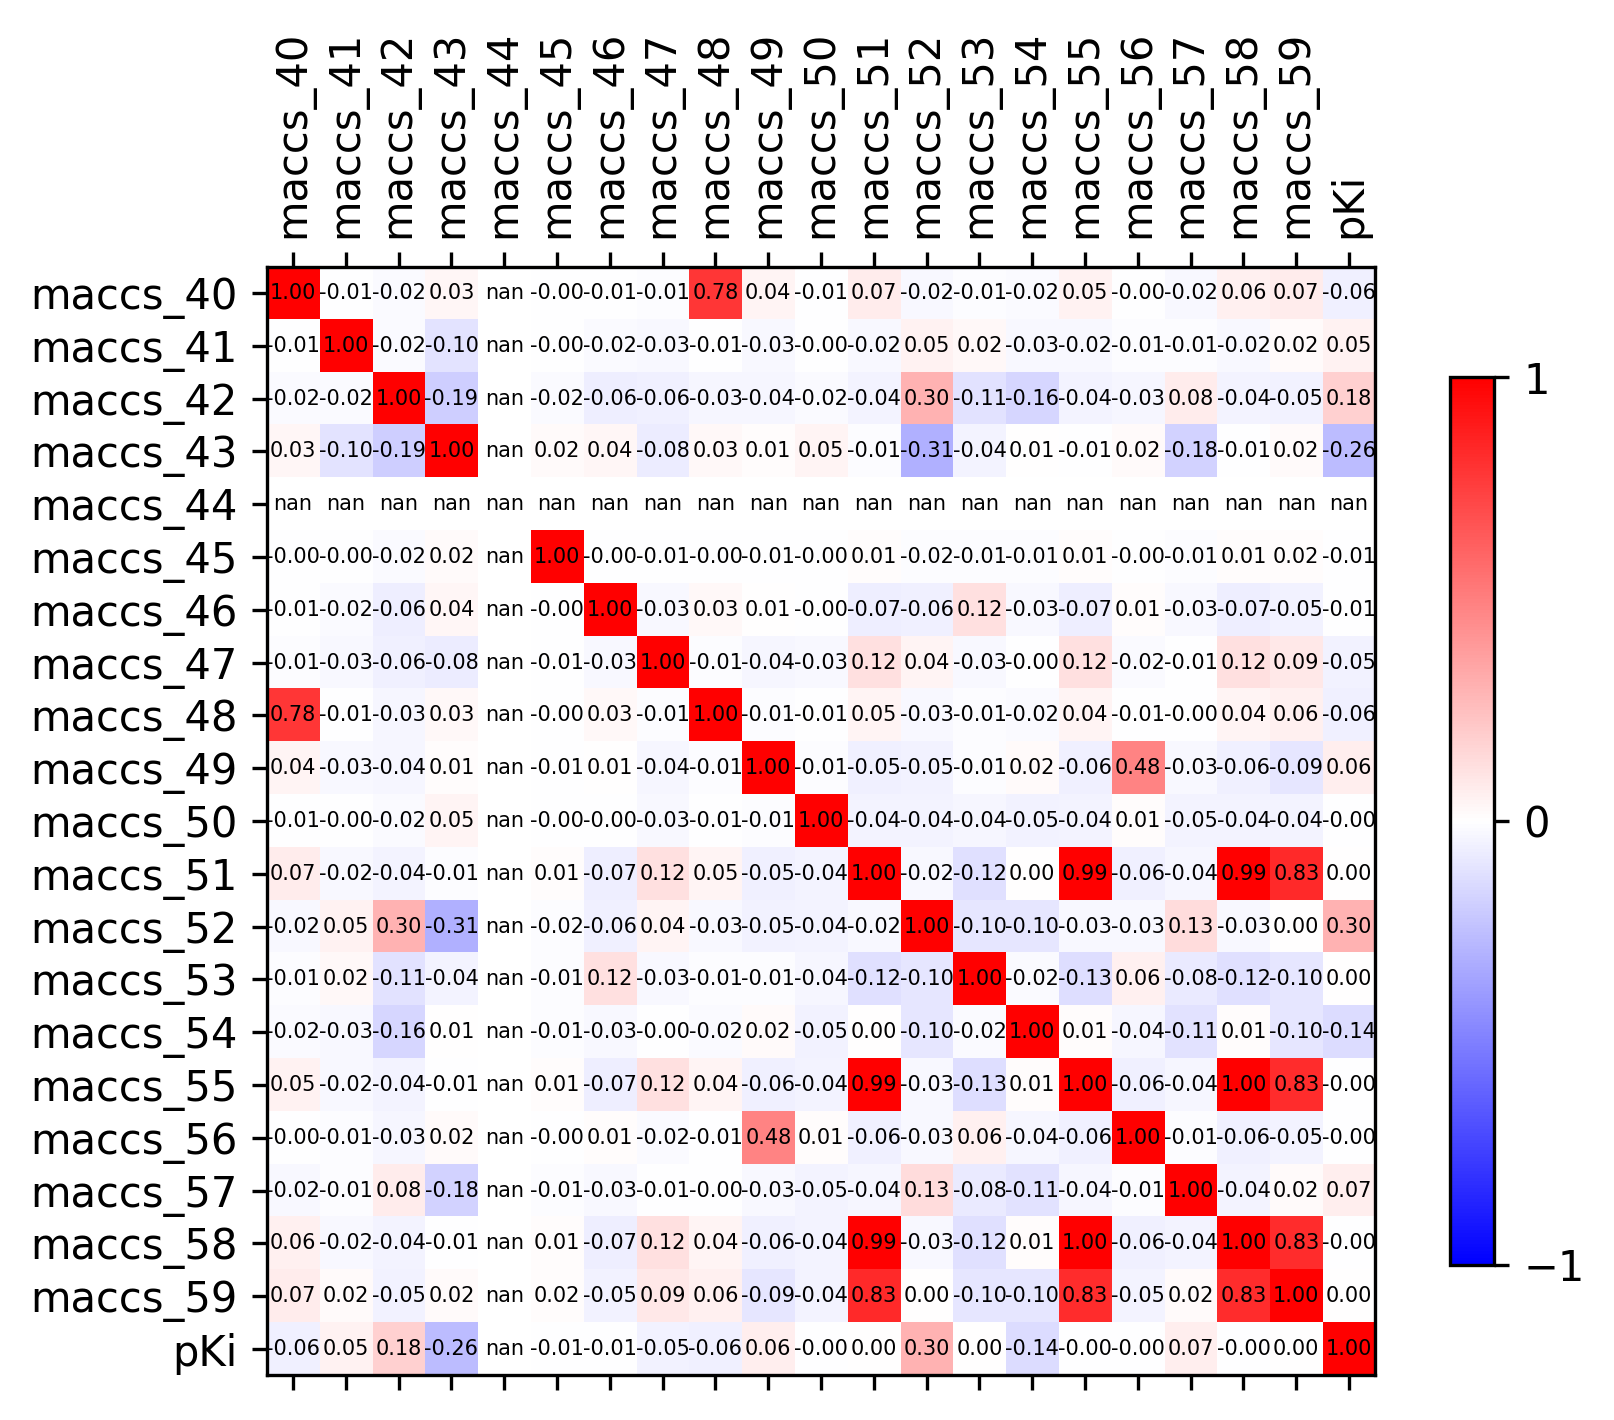 maccs_40 maccs_41 maccs_42 maccs_43 maccs_44 maccs_45 maccs_46 maccs_47 maccs_48 maccs_49 maccs_50 maccs_51 maccs_52 maccs_53 maccs_54 maccs_55 maccs_56 maccs_57 maccs_58 maccs_59 pKi
maccs_40 1.00 -0.01 -0.02 0.03 nan -0.00 -0.01 -0.01 0.78 0.04 -0.01 0.07 -0.02 -0.01 -0.02 0.05 -0.00 -0.02 0.06 0.07 -0.06
maccs_41 -0.01 1.00 -0.02 -0.10 nan -0.00 -0.02 -0.03 -0.01 -0.03 -0.00 -0.02 0.05 0.02 -0.03 -0.02 -0.01 -0.01 -0.02 0.02 0.05
maccs_42 -0.02 -0.02 1.00 -0.19 nan -0.02 -0.06 -0.06 -0.03 -0.04 -0.02 -0.04 0.30 -0.11 -0.16 -0.04 -0.03 0.08 -0.04 -0.05 0.18
maccs_43 0.03 -0.10 -0.19 1.00 nan 0.02 0.04 -0.08 0.03 0.01 0.05 -0.01 -0.31 -0.04 0.01 -0.01 0.02 -0.18 -0.01 0.02 -0.26
maccs_44 nan nan nan nan nan nan nan nan nan nan nan nan nan nan nan nan nan nan nan nan nan
maccs_45 -0.00 -0.00 -0.02 0.02 nan 1.00 -0.00 -0.01 -0.00 -0.01 -0.00 0.01 -0.02 -0.01 -0.01 0.01 -0.00 -0.01 0.01 0.02 -0.01
maccs_46 -0.01 -0.02 -0.06 0.04 nan -0.00 1.00 -0.03 0.03 0.01 -0.00 -0.07 -0.06 0.12 -0.03 -0.07 0.01 -0.03 -0.07 -0.05 -0.01
maccs_47 -0.01 -0.03 -0.06 -0.08 nan -0.01 -0.03 1.00 -0.01 -0.04 -0.03 0.12 0.04 -0.03 -0.00 0.12 -0.02 -0.01 0.12 0.09 -0.05
maccs_48 0.78 -0.01 -0.03 0.03 nan -0.00 0.03 -0.01 1.00 -0.01 -0.01 0.05 -0.03 -0.01 -0.02 0.04 -0.01 -0.00 0.04 0.06 -0.06
maccs_49 0.04 -0.03 -0.04 0.01 nan -0.01 0.01 -0.04 -0.01 1.00 -0.01 -0.05 -0.05 -0.01 0.02 -0.06 0.48 -0.03 -0.06 -0.09 0.06
maccs_50 -0.01 -0.00 -0.02 0.05 nan -0.00 -0.00 -0.03 -0.01 -0.01 1.00 -0.04 -0.04 -0.04 -0.05 -0.04 0.01 -0.05 -0.04 -0.04 -0.00
maccs_51 0.07 -0.02 -0.04 -0.01 nan 0.01 -0.07 0.12 0.05 -0.05 -0.04 1.00 -0.02 -0.12 0.00 0.99 -0.06 -0.04 0.99 0.83 0.00
maccs_52 -0.02 0.05 0.30 -0.31 nan -0.02 -0.06 0.04 -0.03 -0.05 -0.04 -0.02 1.00 -0.10 -0.10 -0.03 -0.03 0.13 -0.03 0.00 0.30
maccs_53 -0.01 0.02 -0.11 -0.04 nan -0.01 0.12 -0.03 -0.01 -0.01 -0.04 -0.12 -0.10 1.00 -0.02 -0.13 0.06 -0.08 -0.12 -0.10 0.00
maccs_54 -0.02 -0.03 -0.16 0.01 nan -0.01 -0.03 -0.00 -0.02 0.02 -0.05 0.00 -0.10 -0.02 1.00 0.01 -0.04 -0.11 0.01 -0.10 -0.14
maccs_55 0.05 -0.02 -0.04 -0.01 nan 0.01 -0.07 0.12 0.04 -0.06 -0.04 0.99 -0.03 -0.13 0.01 1.00 -0.06 -0.04 1.00 0.83 -0.00
maccs_56 -0.00 -0.01 -0.03 0.02 nan -0.00 0.01 -0.02 -0.01 0.48 0.01 -0.06 -0.03 0.06 -0.04 -0.06 1.00 -0.01 -0.06 -0.05 -0.00
maccs_57 -0.02 -0.01 0.08 -0.18 nan -0.01 -0.03 -0.01 -0.00 -0.03 -0.05 -0.04 0.13 -0.08 -0.11 -0.04 -0.01 1.00 -0.04 0.02 0.07
maccs_58 0.06 -0.02 -0.04 -0.01 nan 0.01 -0.07 0.12 0.04 -0.06 -0.04 0.99 -0.03 -0.12 0.01 1.00 -0.06 -0.04 1.00 0.83 -0.00
maccs_59 0.07 0.02 -0.05 0.02 nan 0.02 -0.05 0.09 0.06 -0.09 -0.04 0.83 0.00 -0.10 -0.10 0.83 -0.05 0.02 0.83 1.00 0.00
pKi -0.06 0.05 0.18 -0.26 nan -0.01 -0.01 -0.05 -0.06 0.06 -0.00 0.00 0.30 0.00 -0.14 -0.00 -0.00 0.07 -0.00 0.00 1.00
1
0
−1